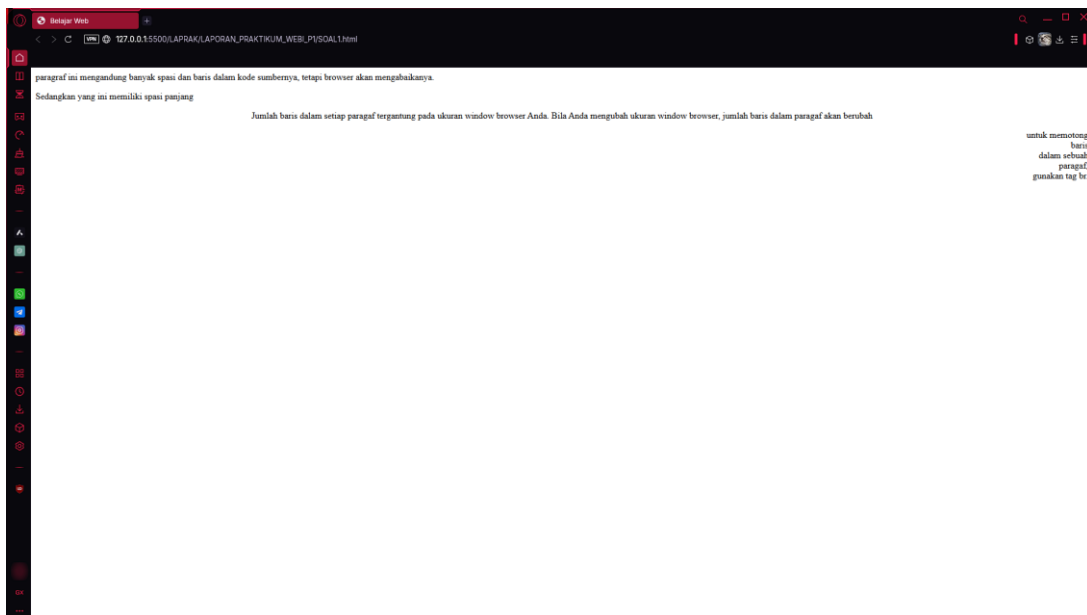 Belajar Web
VPN 127.0.0.1:5500/LAPRAK/LAPORAN_PRAKTIKUM_WEBI_P1/SOAL1.html
paragraf ini mengandung banyak spasi dan baris dalam kode sumbernya, tetapi browser akan mengabaikanya.
Sedangkan yang ini memiliki spasi panjang
Jumlah baris dalam setiap paragaf tergantung pada ukuran window browser Anda. Bila Anda mengubah ukuran window browser, jumlah baris dalam paragaf akan berubah
untuk memotong
baris
dalam sebuah
paragaf,
gunakan tag br
GX